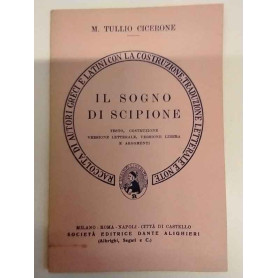 M. TULLIO CICERONE
RACCOLTA DI AUTORI GRECI E LATINI CON LA COSTRUZIONE, TRADUZIONE LETTERALE E NOTE
IL SOGNO
DI SCIPIONE
TESTO, COSTRUZIONE
VERSIONE LETTERALE, VERSIONE LIBERA
E ARGOMENTI
MILANO - ROMA - NAPOLI - CITTÀ DI CASTELLO
SOCIETÀ EDITRICE DANTE ALIGHIERI
(Albrighi, Segati e C.)